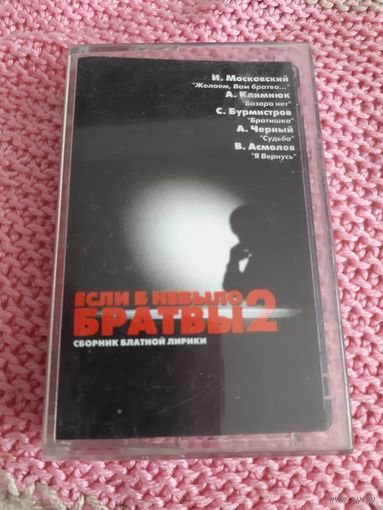 И. Московский
"Желаем, Вам братва..."
А. Климнюк
"Базара нет"
С. Бурмистров
"Братишка"
А. Черный
"Судьба"
В. Асмолов
"Я Вернусь"
ЕСЛИ Б НЕБЫЛО
БРАТВЫ 2
СБОРНИК БЛАТНОЙ ЛИРИКИ